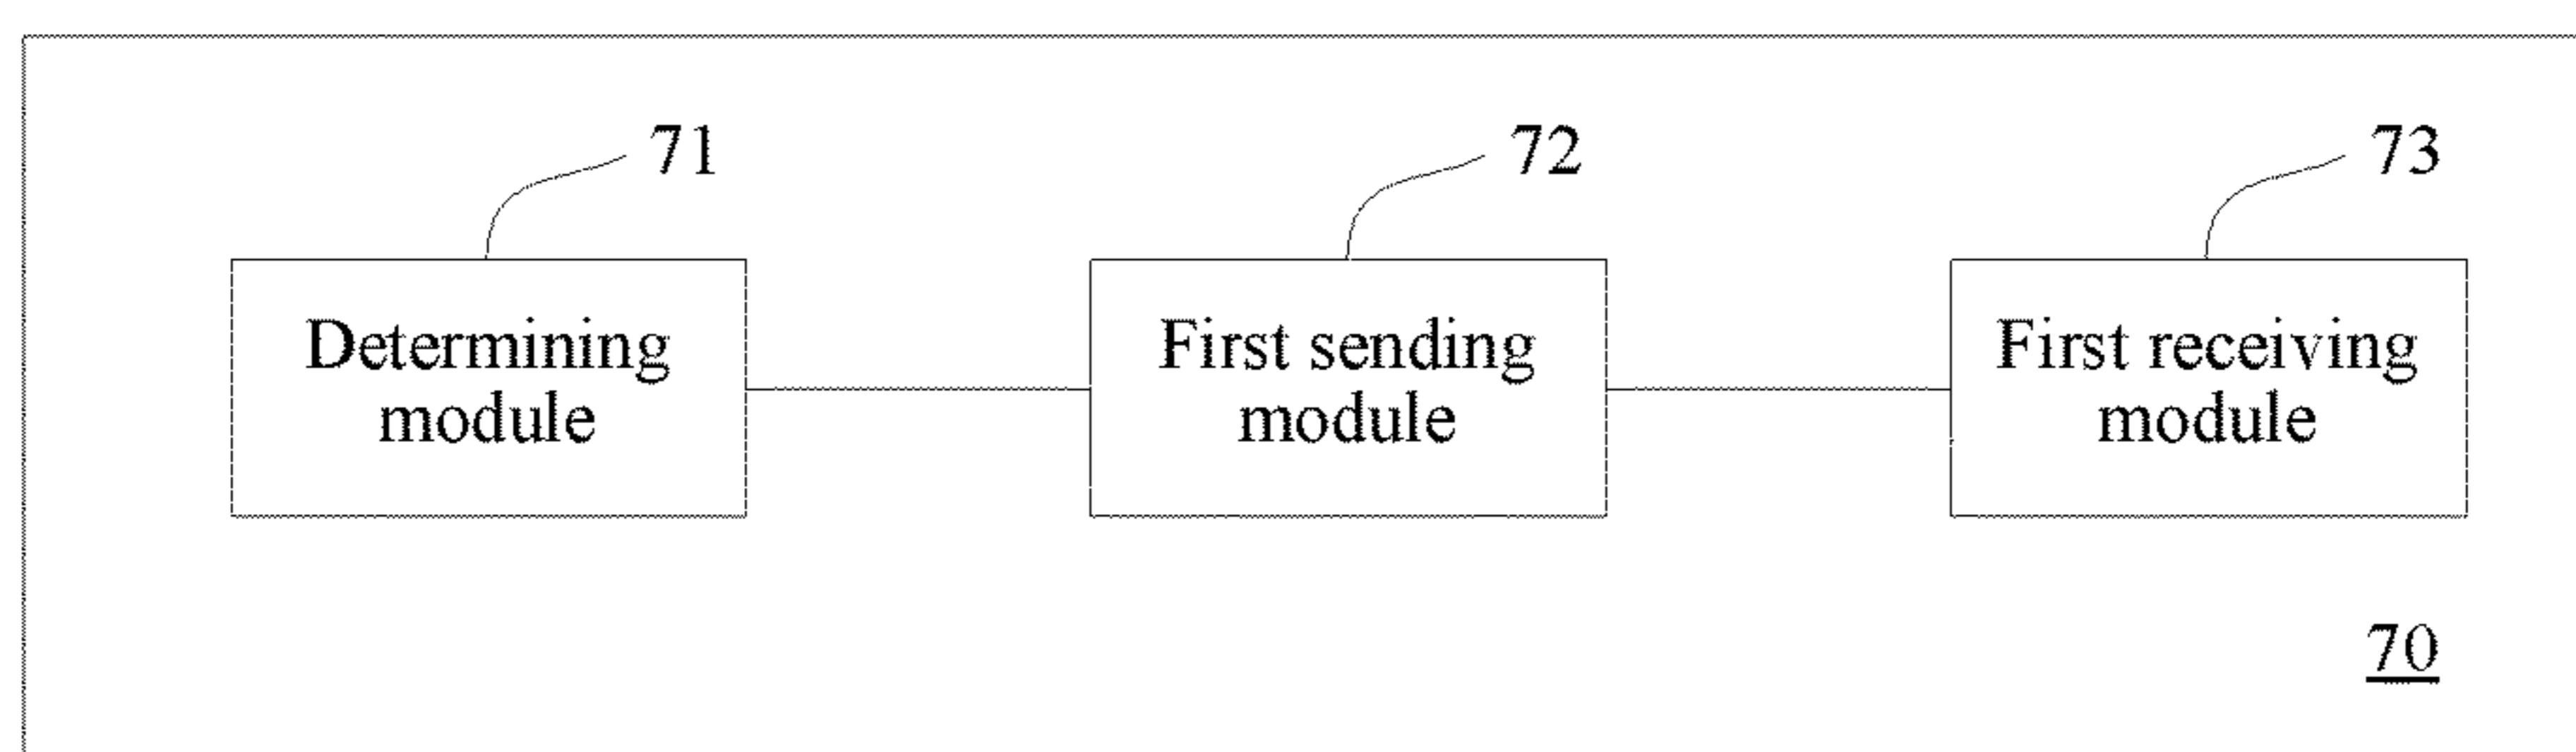 71
72
73
Determining
module
First sending
module
First receiving
module
70